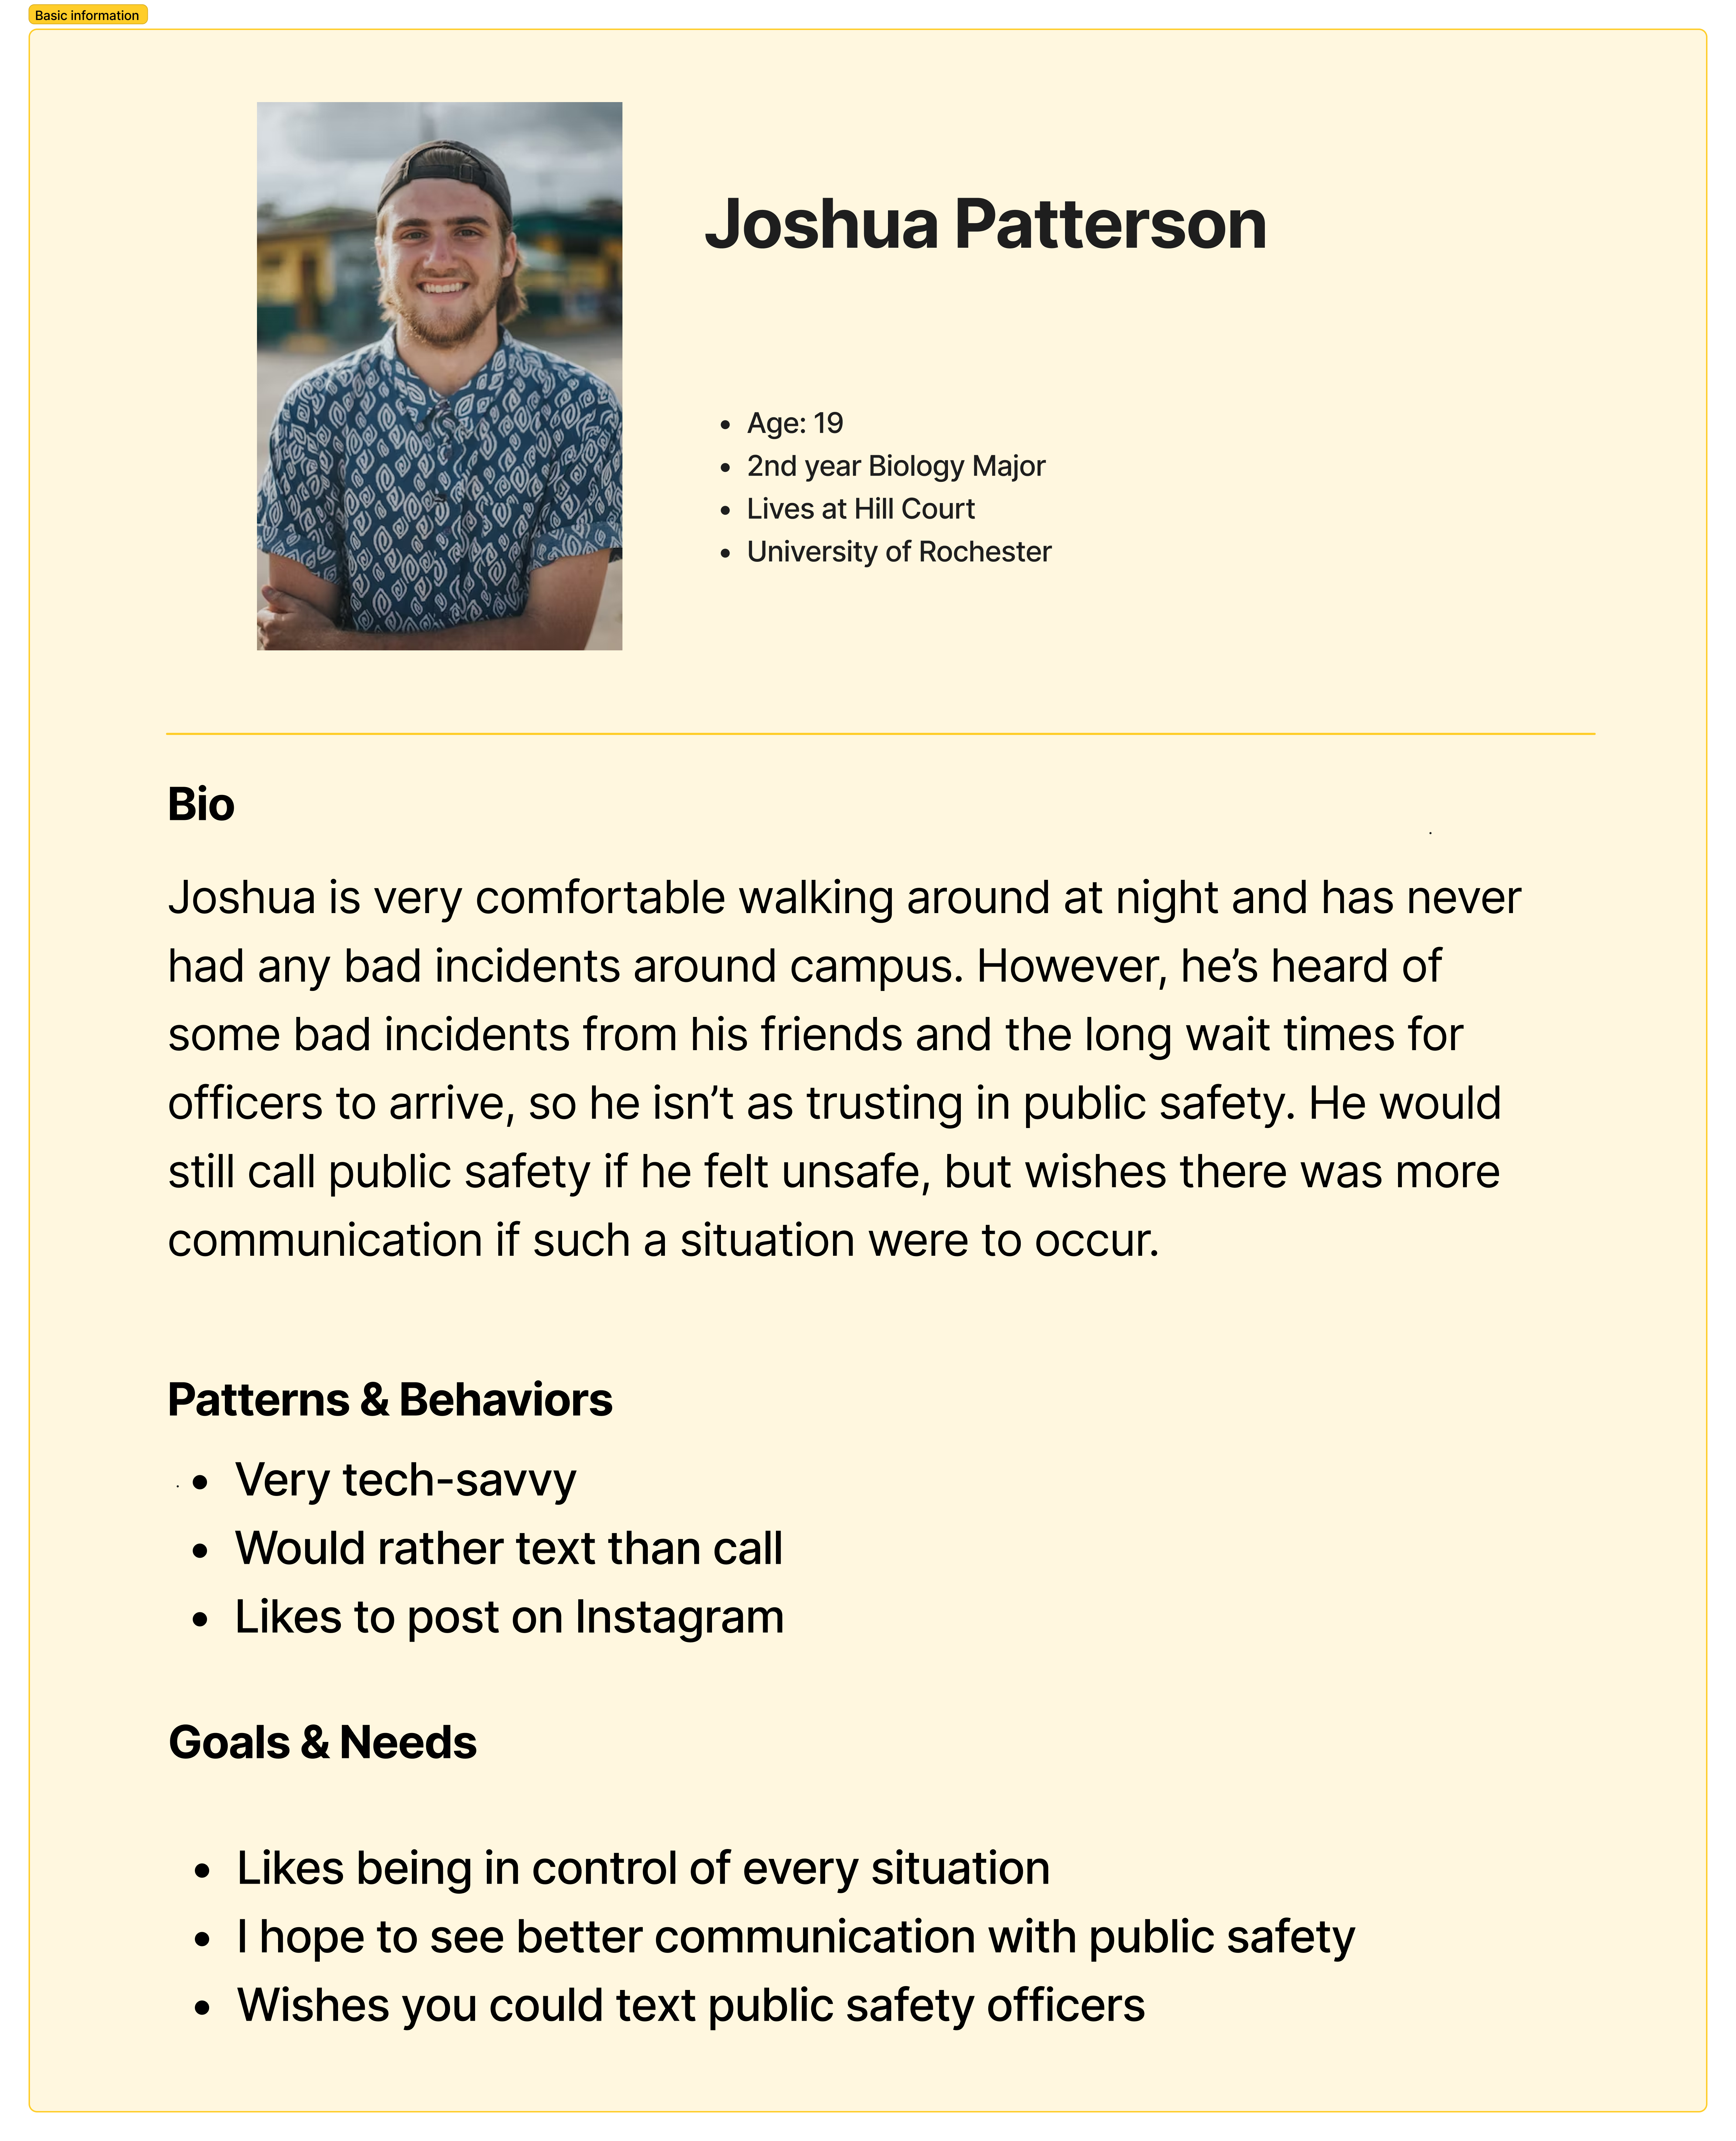 Basic information
Joshua Patterson
• Age: 19
• 2nd year Biology Major
• Lives at Hill Court
• University of Rochester
Bio
Joshua is very comfortable walking around at night and has never
had any bad incidents around campus. However, he’s heard of
some bad incidents from his friends and the long wait times for
officers to arrive, so he isn’t as trusting in public safety. He would
still call public safety if he felt unsafe, but wishes there was more
communication if such a situation were to occur.
Patterns & Behaviors
• Very tech-savvy
• Would rather text than call
• Likes to post on Instagram
Goals & Needs
• Likes being in control of every situation
• I hope to see better communication with public safety
• Wishes you could text public safety officers